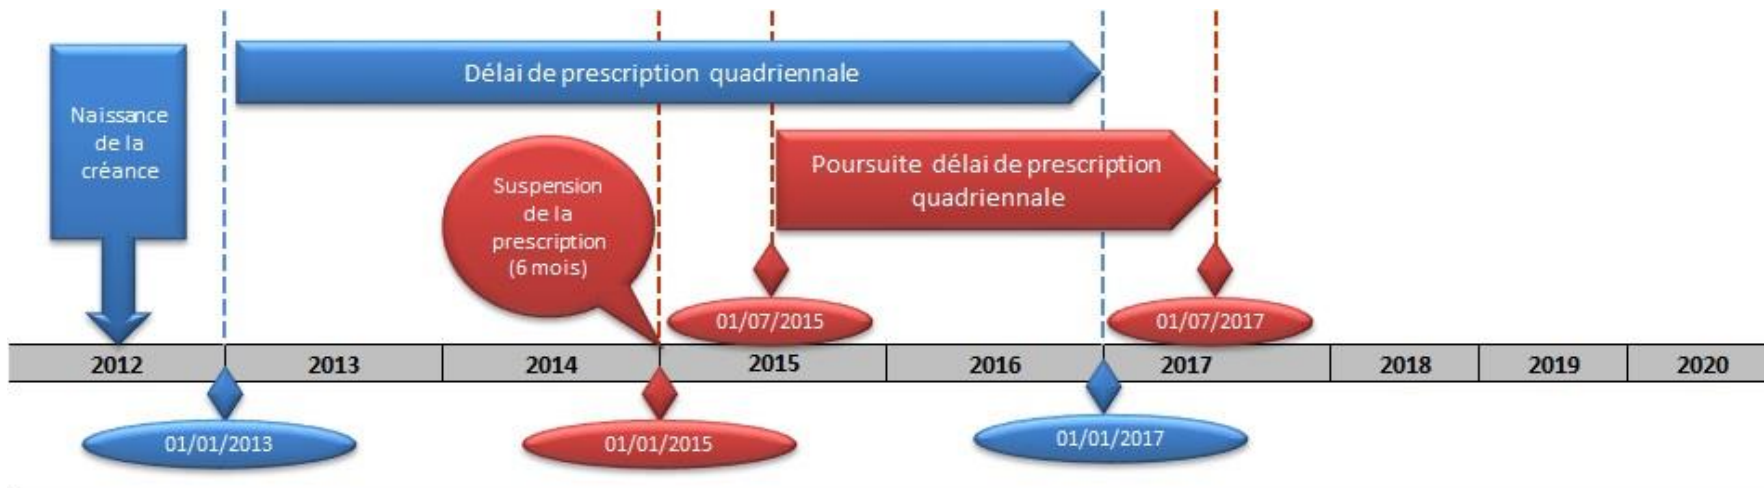 Délai de prescription quadriennale
Naissance
de la
créance
Poursuite délai de prescription
quadriennale
Suspension
de la
prescription
(6 mois)
01/07/2015
01/07/2017
2012
2013
2014
2015
2016
2017
2018
2019
2020
01/01/2013
01/01/2015
01/01/2017